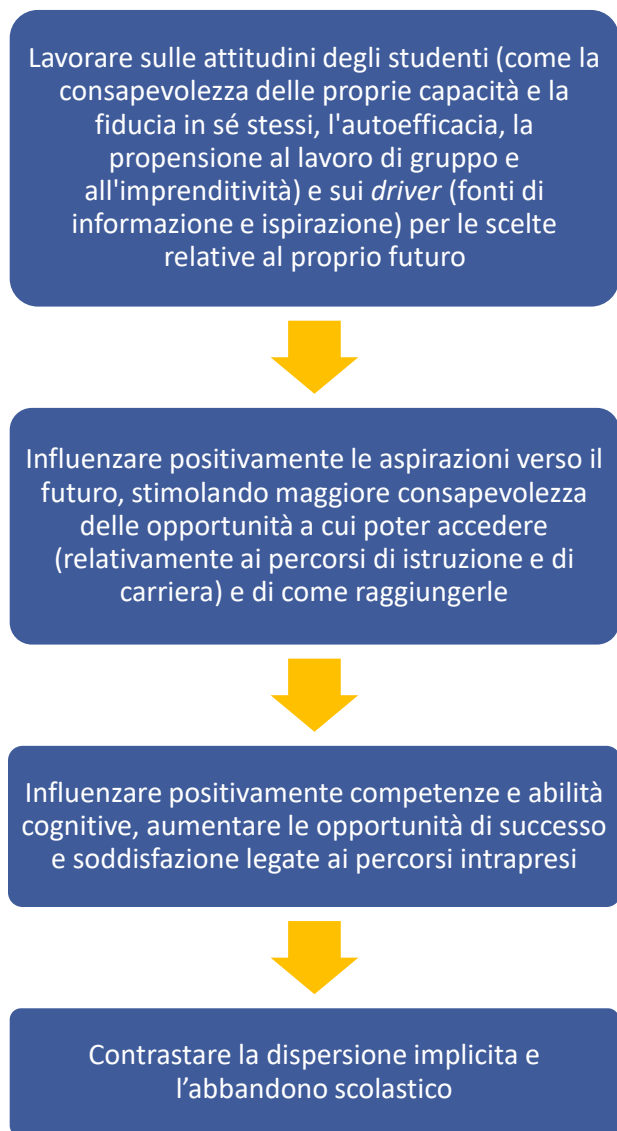 Lavorare sulle attitudini degli studenti (come la
consapevolezza delle proprie capacità e la
fiducia in sé stessi, l'autoefficacia, la
propensione al lavoro di gruppo e
all'imprenditività) e sui driver (fonti di
informazione e ispirazione) per le scelte
relative al proprio futuro
Influenzare positivamente le aspirazioni verso il
futuro, stimolando maggiore consapevolezza
delle opportunità a cui poter accedere
(relativamente ai percorsi di istruzione e di
carriera) e di come raggiungerle
Influenzare positivamente competenze e abilità
cognitive, aumentare le opportunità di successo
e soddisfazione legate ai percorsi intrapresi
Contrastare la dispersione implicita e
l’abbandono scolastico